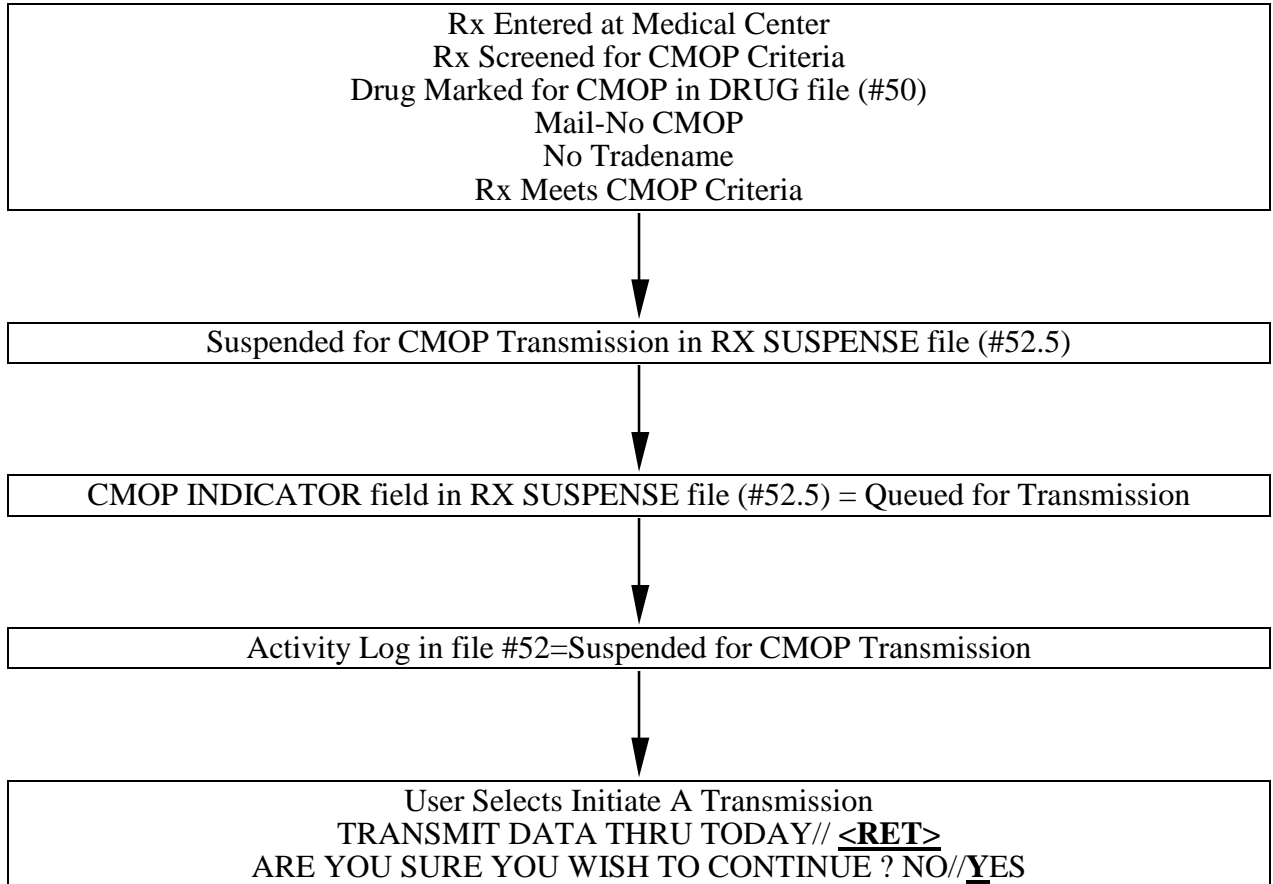 Rx Entered at Medical Center
Rx Screened for CMOP Criteria
Drug Marked for CMOP in DRUG file (#50)
Mail-No CMOP
No Tradename
Rx Meets CMOP Criteria
Suspended for CMOP Transmission in RX SUSPENSE file (#52.5)
CMOP INDICATOR field in RX SUSPENSE file (#52.5) = Queued for Transmission
Activity Log in file #52=Suspended for CMOP Transmission
User Selects Initiate A Transmission
TRANSMIT DATA THRU TODAY// <RET>
ARE YOU SURE YOU WISH TO CONTINUE ? NO//YES